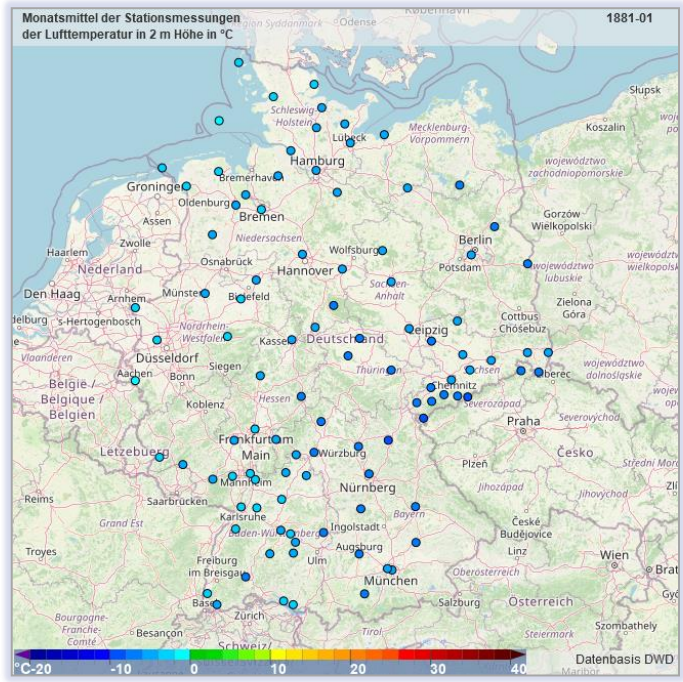 Monatsmittel der Stationsmessungen
der Lufttemperatur in 2 m Höhe in °C
1881-01
København
Region Syddanmark
Odense
Słupsk
Koszalin
Schleswig-
Holstein
Lübeck
Mecklenburg-
Vorpommern
Hamburg
województwo
zachodniopomorskie
Groningen
Bremerhaven
Oldenburg
Bremen
Assen
Zwolle
Niedersachsen
Gorzów
Wielkopolski
Berlin
Haarlem
Nederland
Osnabrück
Hannover
Wolfsburg
Potsdam
województwo
lubuskie
Den Haag
Arnhem
Münster
Bielefeld
Sachsen-
Anhalt
Zielona
Góra
's-Hertogenbosch
Nordrhein-
Westfalen
Cottbus
Chóśebuz
Kassel
Deutschland
Leipzig
Düsseldorf
Vlaanderen
Siegen
Thüringen
Sachsen
Liberec
województwo
dolnośląskie
Aachen
Bonn
België /
Belgique /
Belgien
Chemnitz
Koblenz
Hessen
Severozápad
Severovýchod
Frankfurt am
Main
Praha
Lëtzebuerg
Würzburg
Plzeň
Česko
Střední Morava
Mannheim
Nürnberg
Reims
Saarbrücken
Jihozápad
Jihovýchod
Karlsruhe
Grand Est
Ingolstadt
Bayern
České
Budějovice
Baden-Württemberg
Troyes
Augsburg
Linz
Freiburg
im Breisgau
Ulm
Wien
München
Oberösterreich
Basel
Salzburg
Österreich
Zürich
Szombathely
Bourgogne-
Franche-
Comté
Besançon
Tirol
Steiermark
Schweiz/
Maribor
Datenbasis DWD
°C-20 -10 0 10 20 30 40